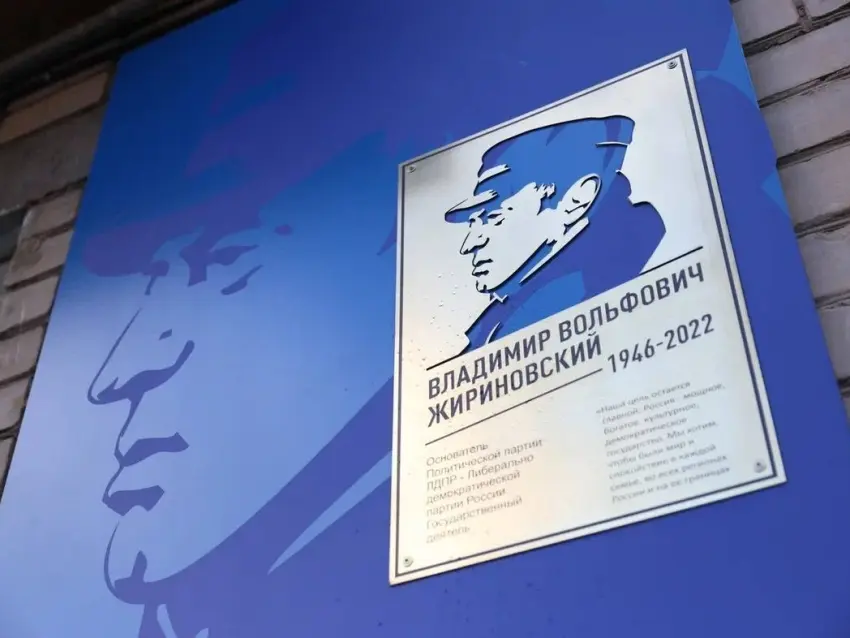 ВЛАДИМИР ВОЛЬФОВИЧ
ЖИРИНОВСКИЙ
1946-2022
Основатель
Политической партии
ЛДПР - Либерально
демократической
партии России
Государственный
деятель
«Наша цель остается
главной: Россия - мощное,
богатое, культурное,
демократическое
государство. Мы хотим,
чтобы были мир и
спокойствие в каждой
семье, во всех регионах
России и на ее границах